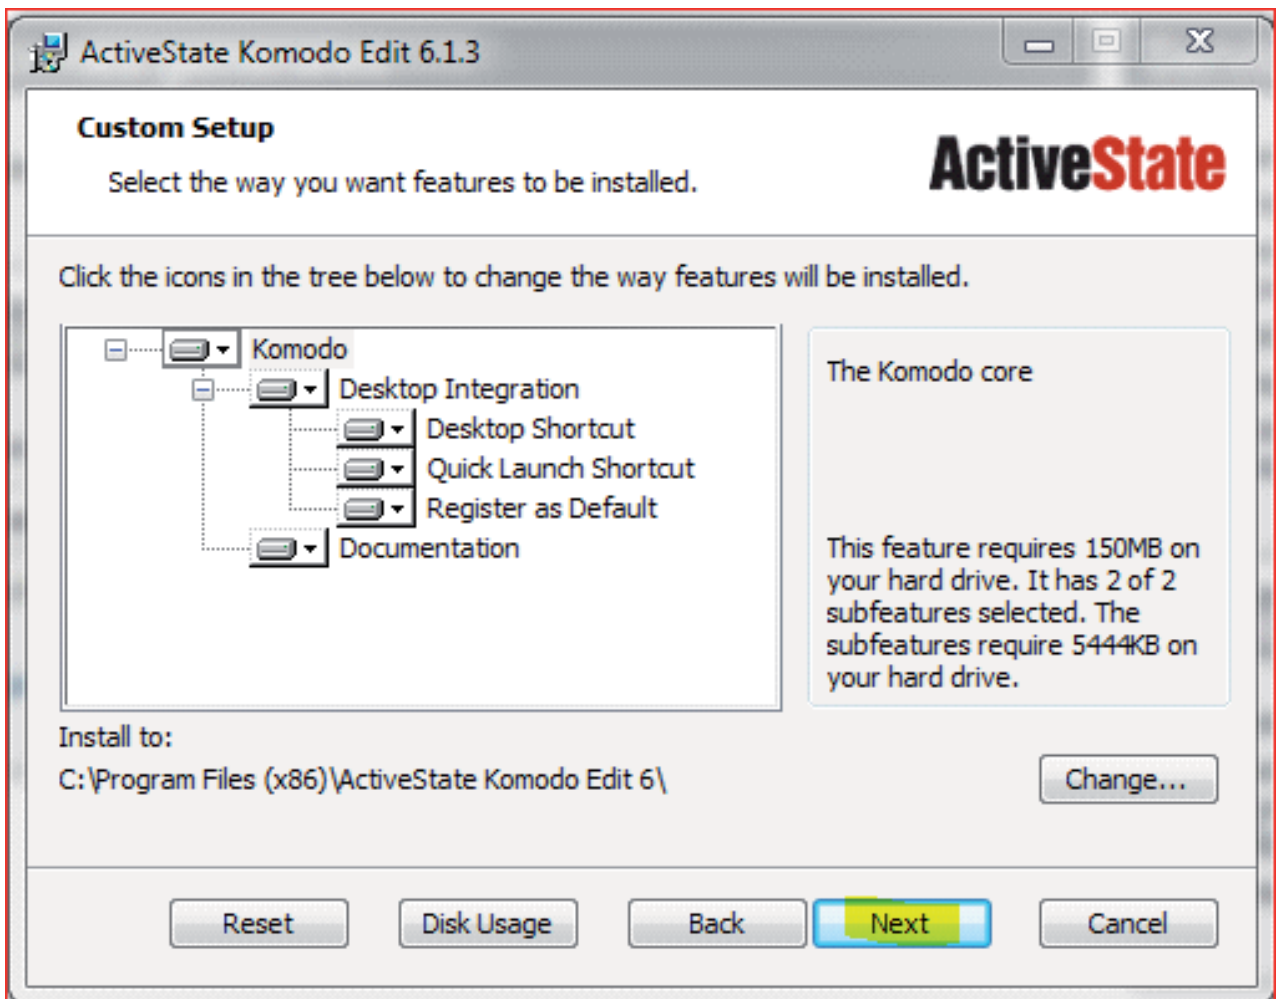 ActiveState Komodo Edit 6.1.3
Custom Setup
Select the way you want features to be installed.
ActiveState
Click the icons in the tree below to change the way features will be installed.
Komodo
Desktop Integration
Desktop Shortcut
Quick Launch Shortcut
Register as Default
Documentation
The Komodo core
This feature requires 150MB on
your hard drive. It has 2 of 2
subfeatures selected. The
subfeatures require 5444KB on
your hard drive.
Install to:
C:\Program Files (x86)\ActiveState Komodo Edit 6\
Change...
Reset
Disk Usage
Back
Next
Cancel